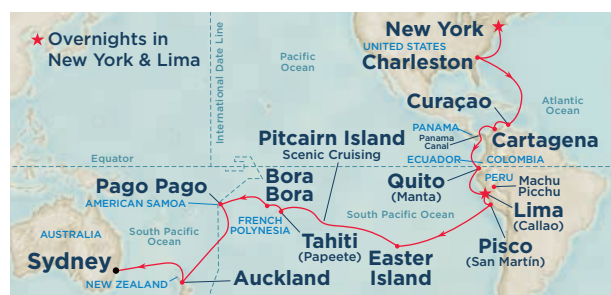 ★ Overnights in
New York & Lima
New York
UNITED STATES
Charleston
Pacific
Ocean
International Date Line
Curaçao
Atlantic
Ocean
PANAMA
Panama
Canal
Cartagena
Pitcairn Island
Scenic Cruising
Equator
ECUADOR
COLOMBIA
Quito
(Manta)
PERU
Machu
Picchu
Lima
(Callao)
Pisco
(San Martín)
Bora
Bora
Pago Pago
AMERICAN SAMOA
FRENCH
POLYNESIA
South Pacific Ocean
Tahiti
(Papeete)
Easter
Island
AUSTRALIA
South Pacific
Ocean
Sydney
NEW ZEALAND
Auckland